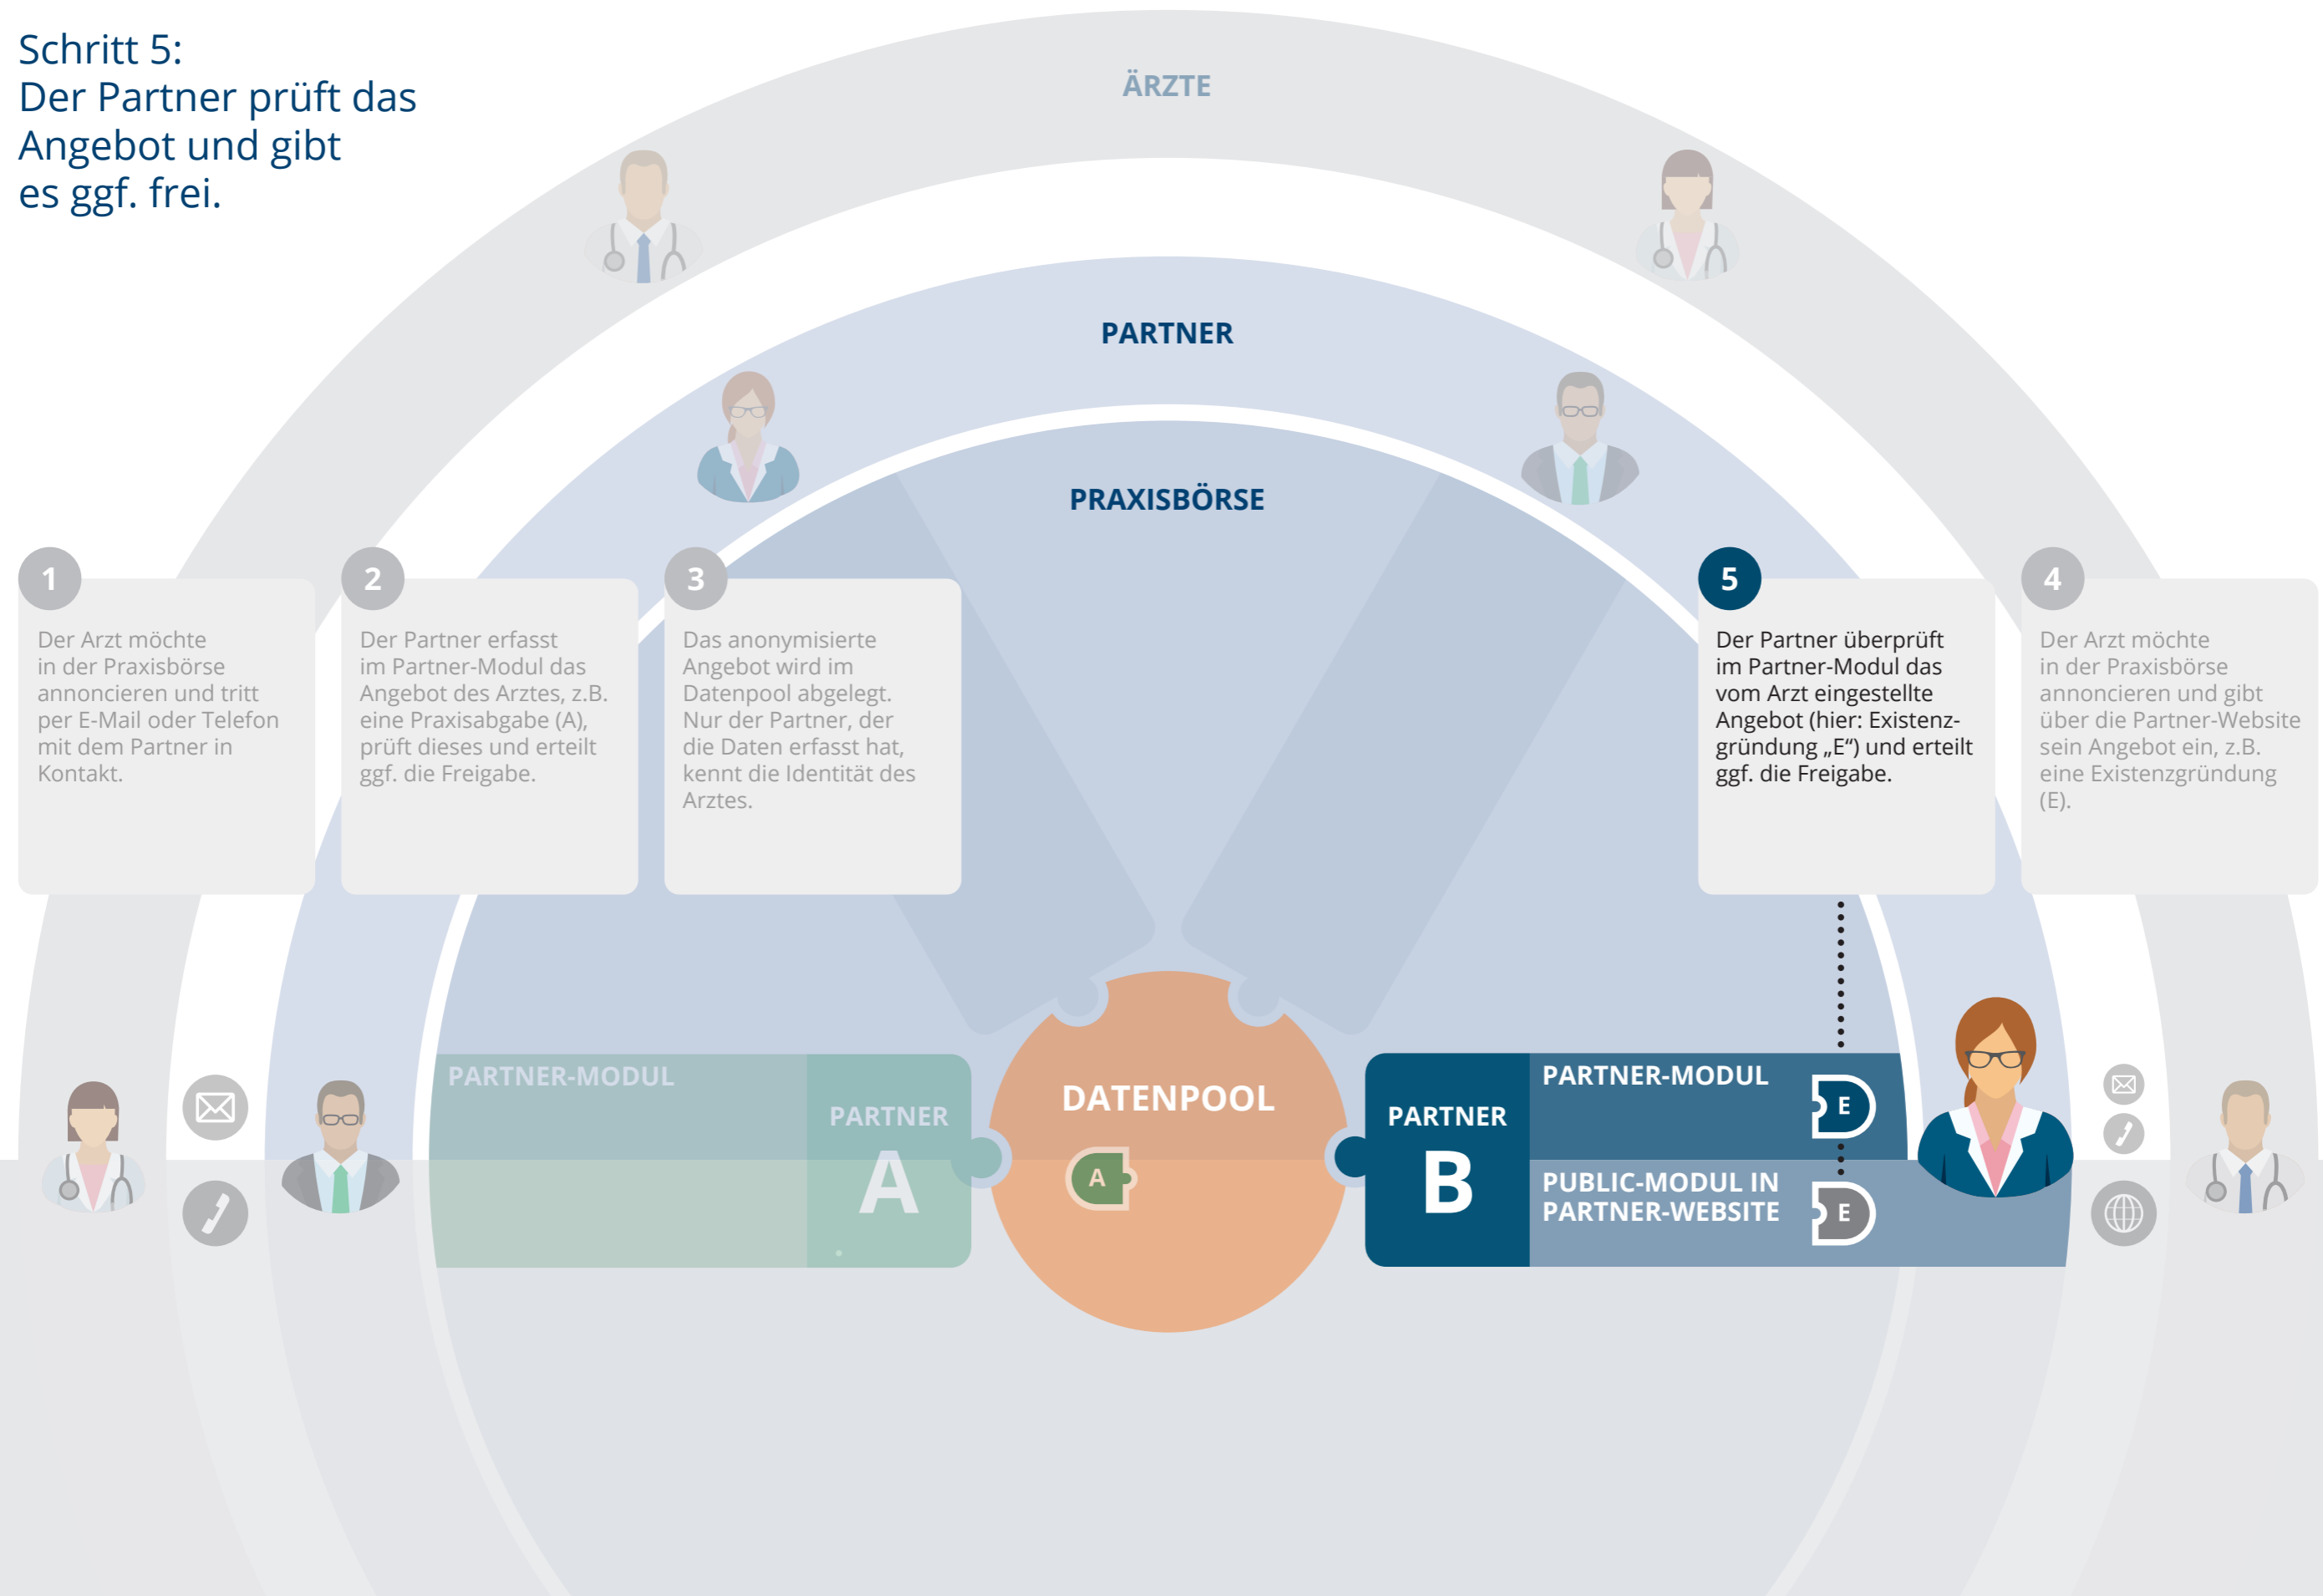 Schritt 5:
Der Partner prüft das
Angebot und gibt
es ggf. frei.
ÄRZTE
PARTNER
PRAXISBÖRSE
1
Der Arzt möchte
in der Praxisbörse
annoncieren und tritt
per E-Mail oder Telefon
mit dem Partner in
Kontakt.
2
Der Partner erfasst
im Partner-Modul das
Angebot des Arztes, z.B.
eine Praxisabgabe (A),
prüft dieses und erteilt
ggf. die Freigabe.
3
Das anonymisierte
Angebot wird im
Datenpool abgelegt.
Nur der Partner, der
die Daten erfasst hat,
kennt die Identität des
Arztes.
5
Der Partner überprüft
im Partner-Modul das
vom Arzt eingestellte
Angebot (hier: Existenz-
gründung „E“) und erteilt
ggf. die Freigabe.
4
Der Arzt möchte
in der Praxisbörse
annoncieren und gibt
über die Partner-Website
sein Angebot ein, z.B.
eine Existenzgründung
(E).
PARTNER-MODUL
PARTNER
A
DATENPOOL
A
PARTNER
B
PARTNER-MODUL
E
PUBLIC-MODUL IN
PARTNER-WEBSITE
E